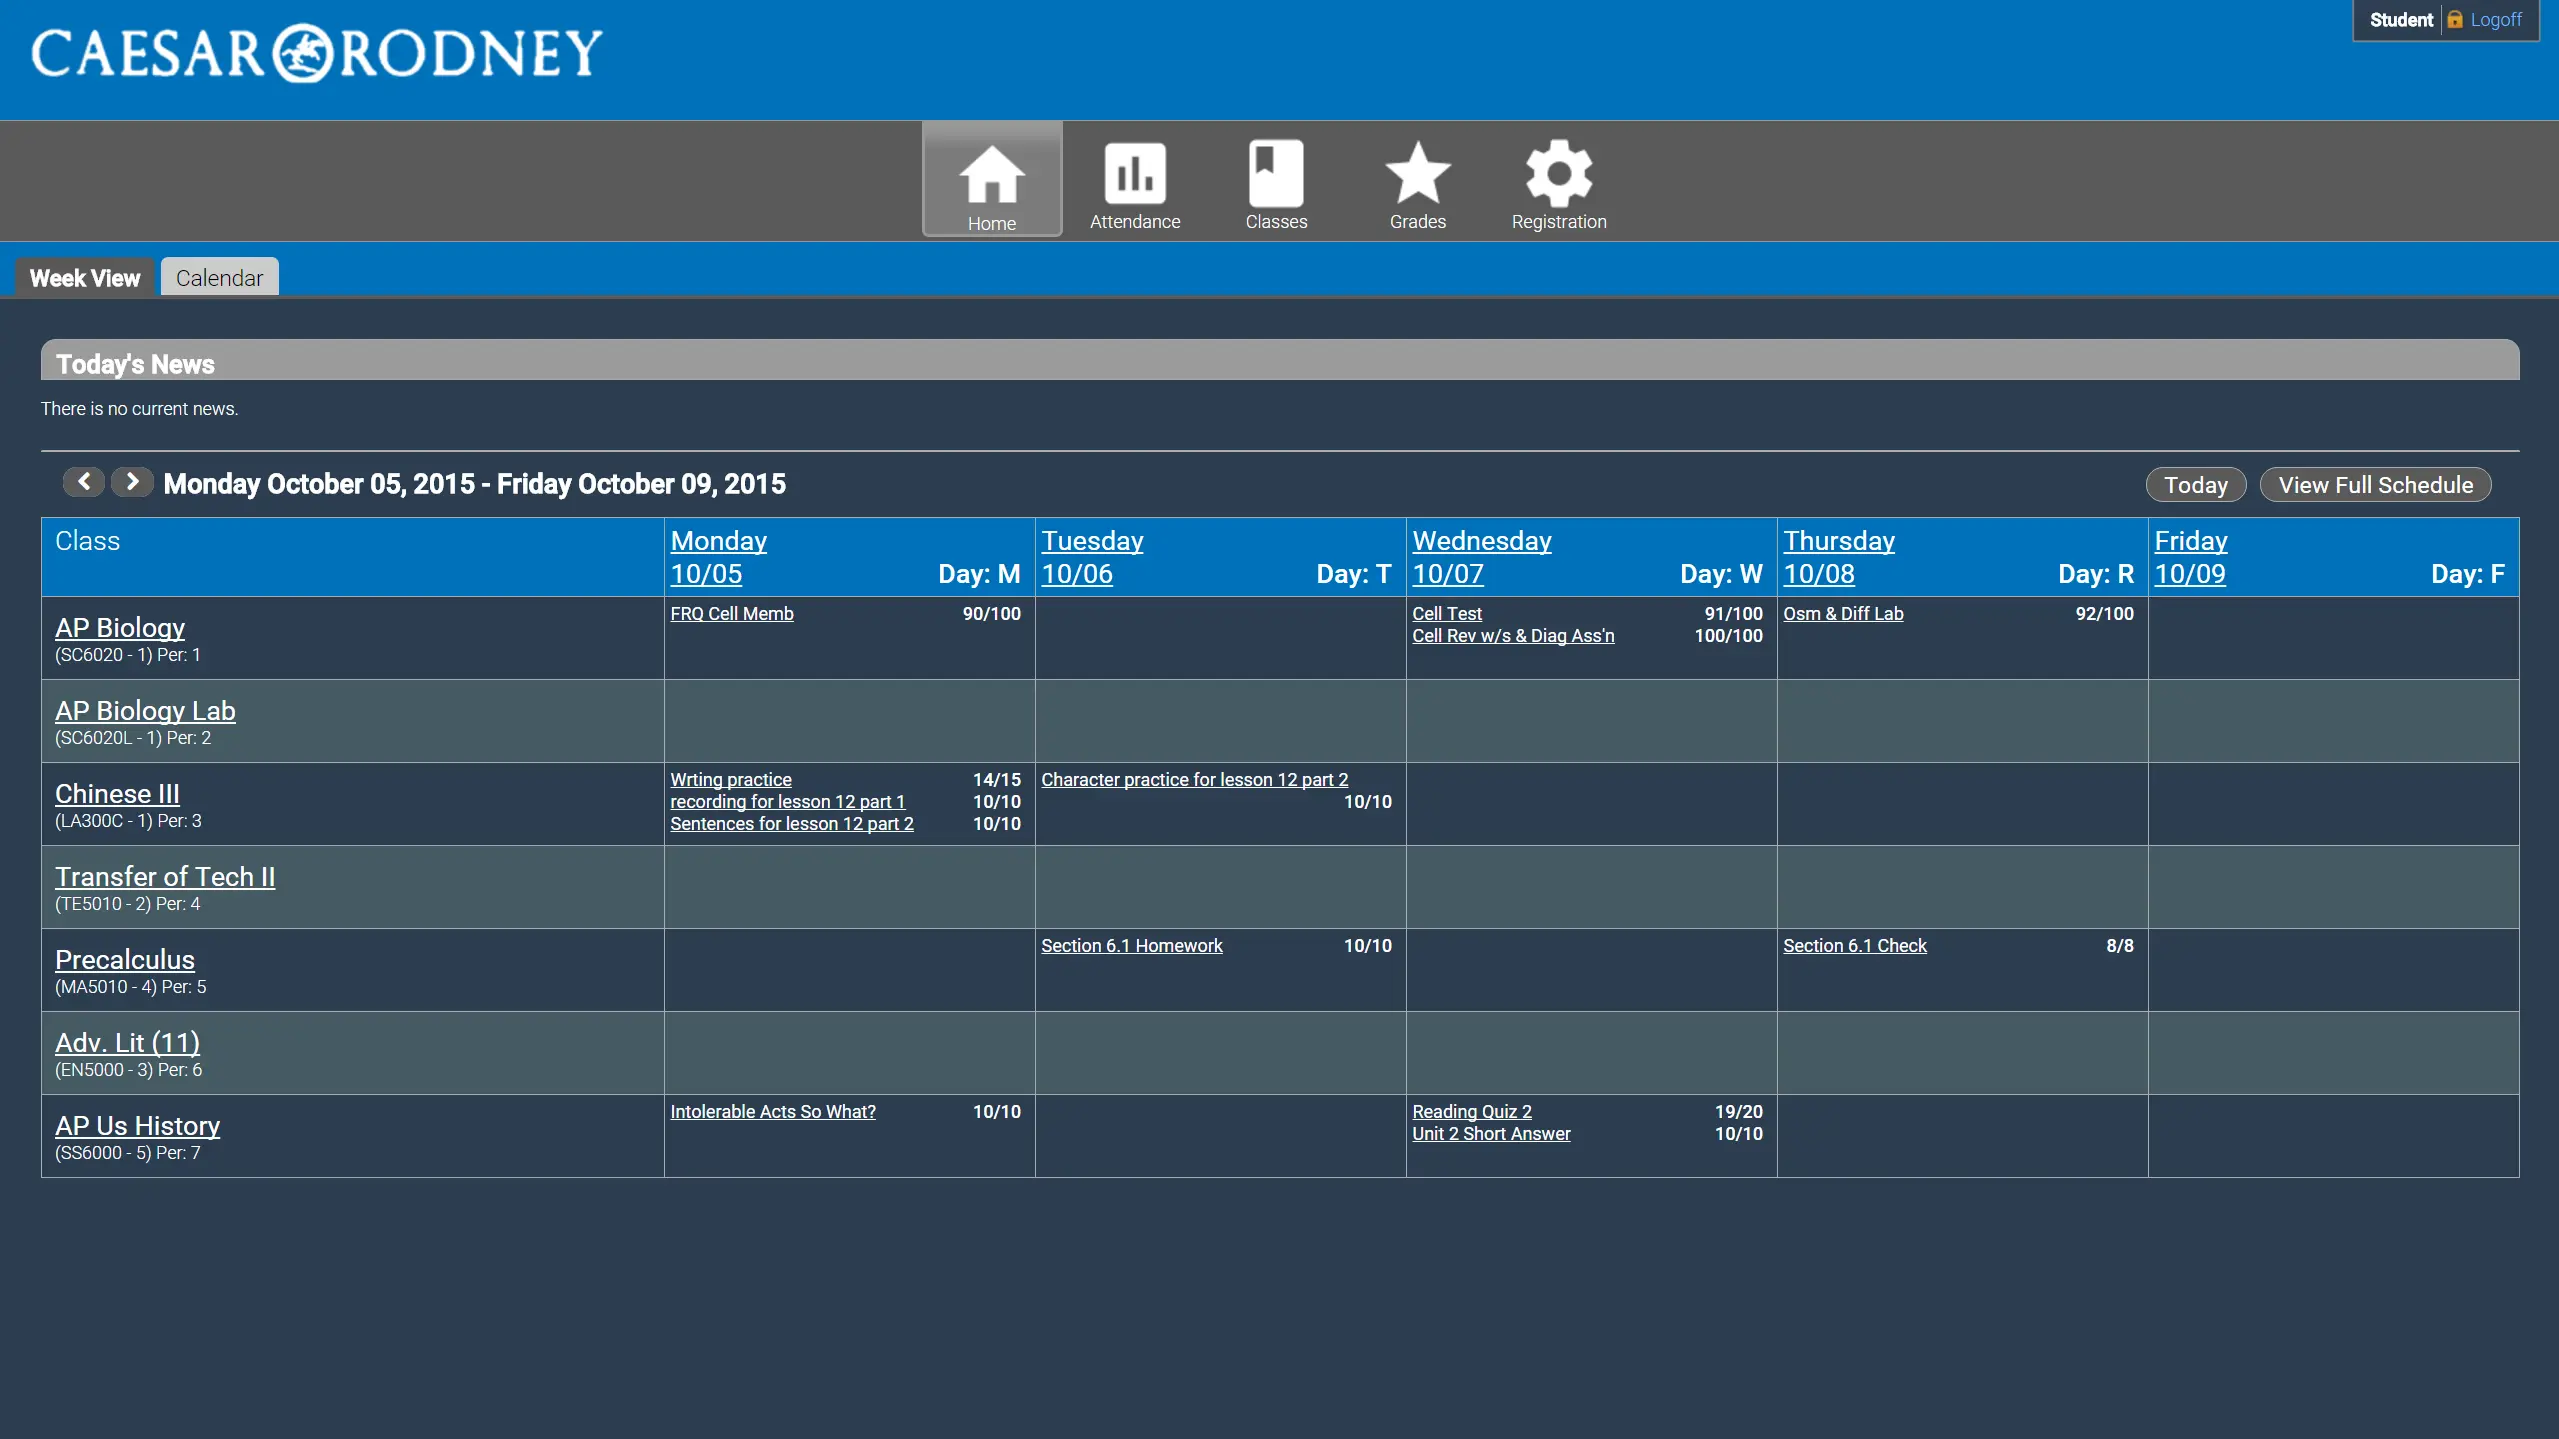 CAESAR RODNEY
Student Logoff
Home
Attendance
Classes
Grades
Registration
Week View
Calendar
Today's News
There is no current news.
Monday October 05, 2015 - Friday October 09, 2015
Today
View Full Schedule
Class
Monday
10/05 Day: M
Tuesday
10/06 Day: T
Wednesday
10/07 Day: W
Thursday
10/08 Day: R
Friday
10/09 Day: F
AP Biology
(SC6020 - 1) Per: 1
FRQ Cell Memb 90/100
Cell Test 91/100
Cell Rev w/s & Diag Ass'n 100/100
Osm & Diff Lab 92/100
AP Biology Lab
(SC6020L - 1) Per: 2
Chinese III
(LA300C - 1) Per: 3
Wrting practice 14/15
recording for lesson 12 part 1 10/10
Sentences for lesson 12 part 2 10/10
Character practice for lesson 12 part 2
10/10
Transfer of Tech II
(TE5010 - 2) Per: 4
Precalculus
(MA5010 - 4) Per: 5
Section 6.1 Homework 10/10
Section 6.1 Check 8/8
Adv. Lit (11)
(EN5000 - 3) Per: 6
AP Us History
(SS6000 - 5) Per: 7
Intolerable Acts So What? 10/10
Reading Quiz 2 19/20
Unit 2 Short Answer 10/10